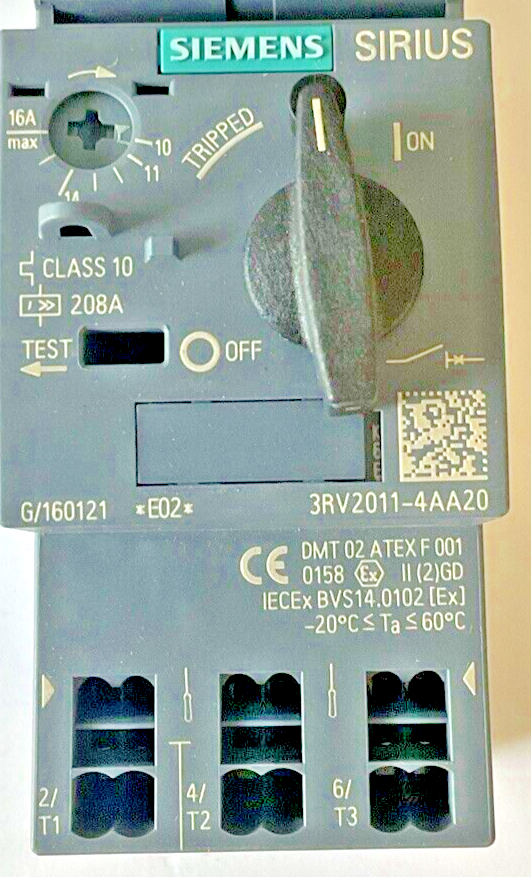 SIEMENS SIRIUS
16A
max
10
11
14
TRIPPED
ON
CLASS 10
I >> 208A
TEST
OFF
G/160121 *E02* 3RV2011-4AA20
CE DMT 02 ATEX F 001
0158 Ex II (2)GD
IECEx BVS14.0102 [Ex]
-20°C ≤ Ta ≤ 60°C
2/
T1
4/
T2
6/
T3